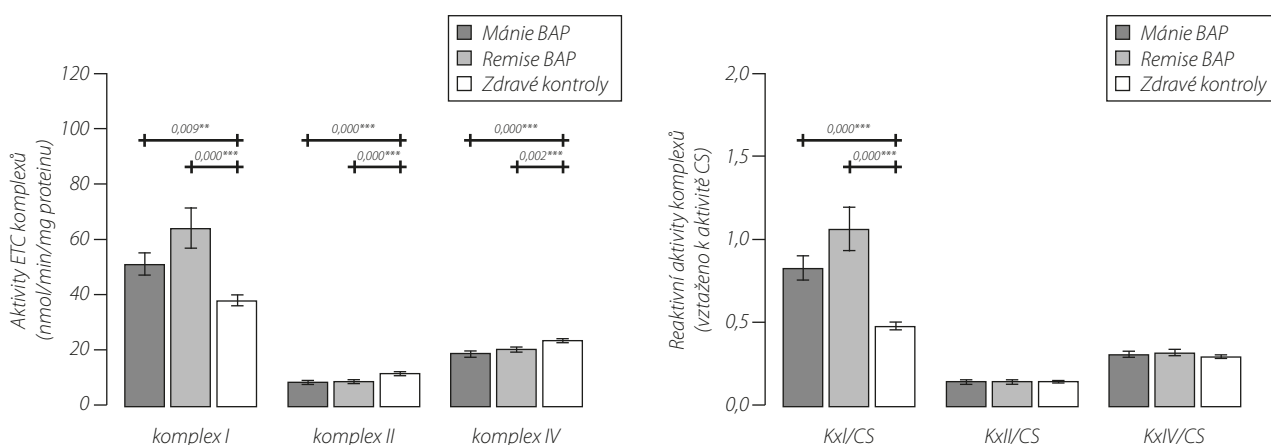 Mánie BAP
Remise BAP
Zdravé kontroly
Aktivity ETC komplexů
(nmol/min/mg proteinu)
120
100
80
60
40
20
0
0,009**
0,000***
0,000***
0,000***
0,000***
0,002***
komplex I
komplex II
komplex IV
Mánie BAP
Remise BAP
Zdravé kontroly
Reaktivní aktivity komplexů
(vztaženo k aktivitě CS)
2,0
1,5
1,0
0,5
0,0
0,000***
0,000***
KxI/CS
KxII/CS
KxIV/CS